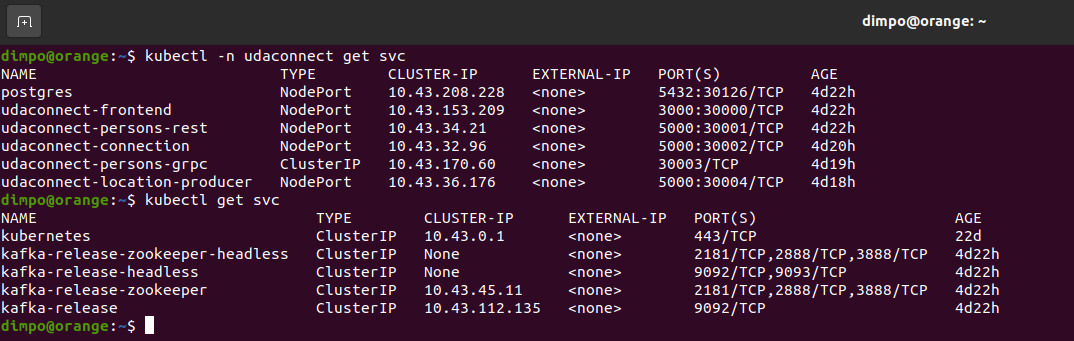 dimpo@orange: ~
dimpo@orange:~$ kubectl -n udaconnect get svc
NAME TYPE CLUSTER-IP EXTERNAL-IP PORT(S) AGE
postgres NodePort 10.43.208.228 <none> 5432:30126/TCP 4d22h
udaconnect-frontend NodePort 10.43.153.209 <none> 3000:30000/TCP 4d22h
udaconnect-persons-rest NodePort 10.43.34.21 <none> 5000:30001/TCP 4d22h
udaconnect-connection NodePort 10.43.32.96 <none> 5000:30002/TCP 4d20h
udaconnect-persons-grpc ClusterIP 10.43.170.60 <none> 30003/TCP 4d19h
udaconnect-location-producer NodePort 10.43.36.176 <none> 5000:30004/TCP 4d18h
dimpo@orange:~$ kubectl get svc
NAME TYPE CLUSTER-IP EXTERNAL-IP PORT(S) AGE
kubernetes ClusterIP 10.43.0.1 <none> 443/TCP 22d
kafka-release-zookeeper-headless ClusterIP None <none> 2181/TCP,2888/TCP,3888/TCP 4d22h
kafka-release-headless ClusterIP None <none> 9092/TCP,9093/TCP 4d22h
kafka-release-zookeeper ClusterIP 10.43.45.11 <none> 2181/TCP,2888/TCP,3888/TCP 4d22h
kafka-release ClusterIP 10.43.112.135 <none> 9092/TCP 4d22h
dimpo@orange:~$